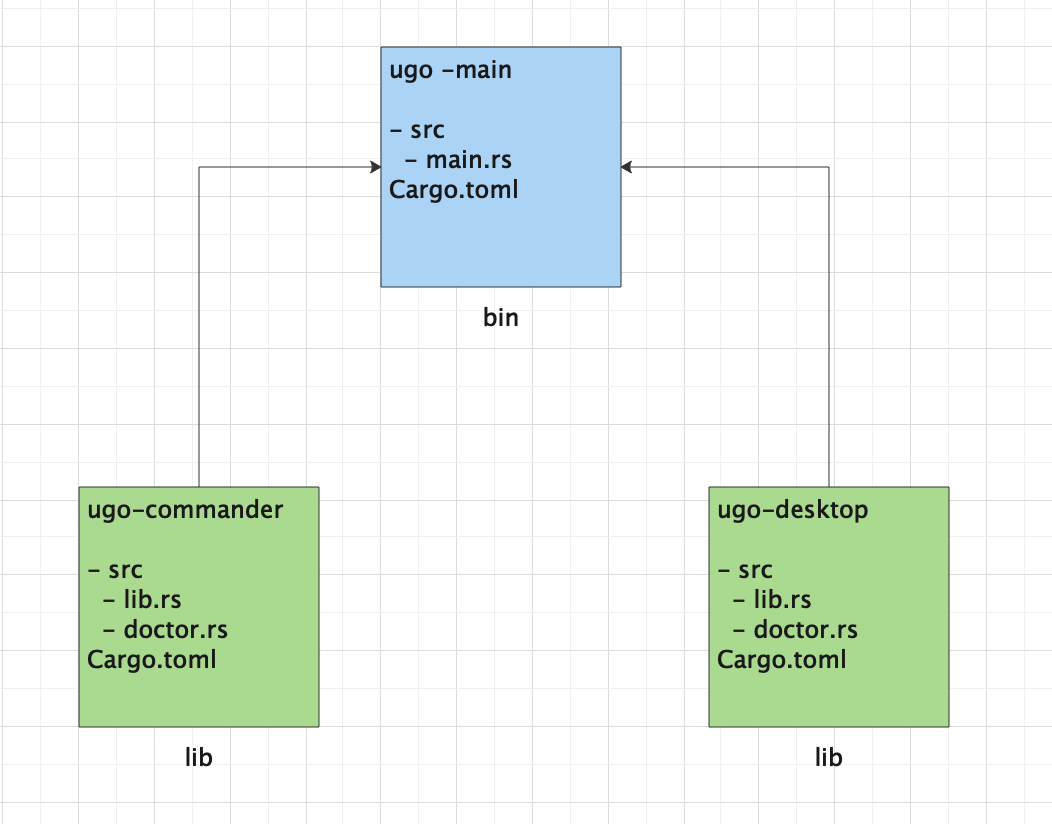 ugo -main
- src
- main.rs
Cargo.toml
bin
ugo-commander
- src
- lib.rs
- doctor.rs
Cargo.toml
lib
ugo-desktop
- src
- lib.rs
- doctor.rs
Cargo.toml
lib